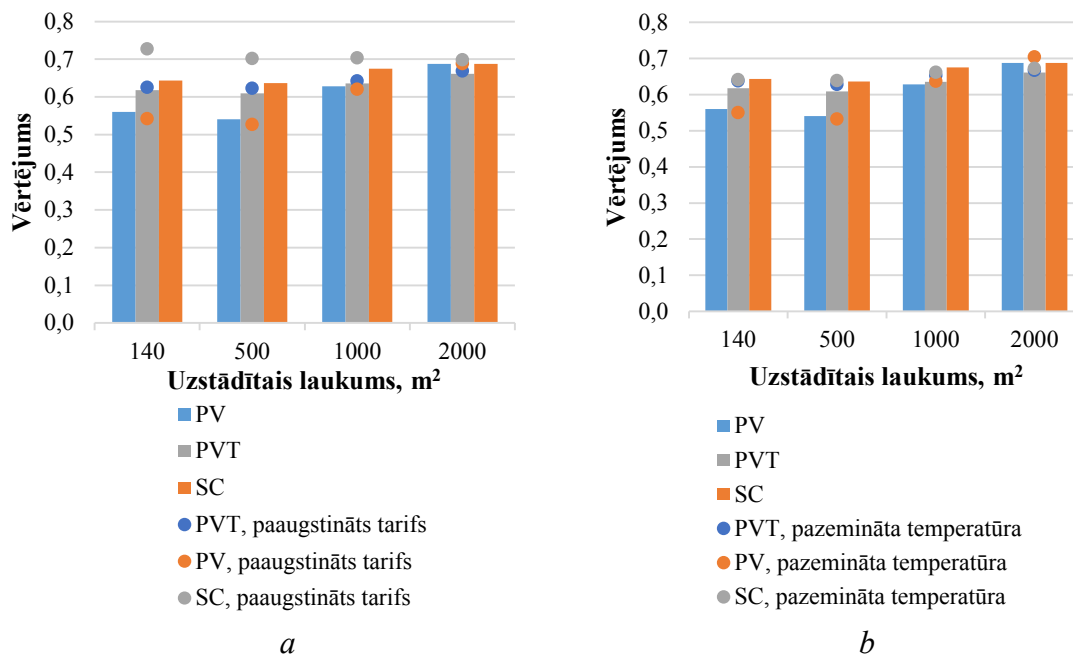 0,8
0,7
0,6
0,5
0,4
0,3
0,2
0,1
0,0
Vērtējums
140 500 1000 2000
Uzstādītais laukums, m²
PV
PVT
SC
PVT, paaugstināts tarifs
PV, paaugstināts tarifs
SC, paaugstināts tarifs
a
0,8
0,7
0,6
0,5
0,4
0,3
0,2
0,1
0,0
Vērtējums
140 500 1000 2000
Uzstādītais laukums, m²
PV
PVT
SC
PVT, pazemināta temperatūra
PV, pazemināta temperatūra
SC, pazemināta temperatūra
b